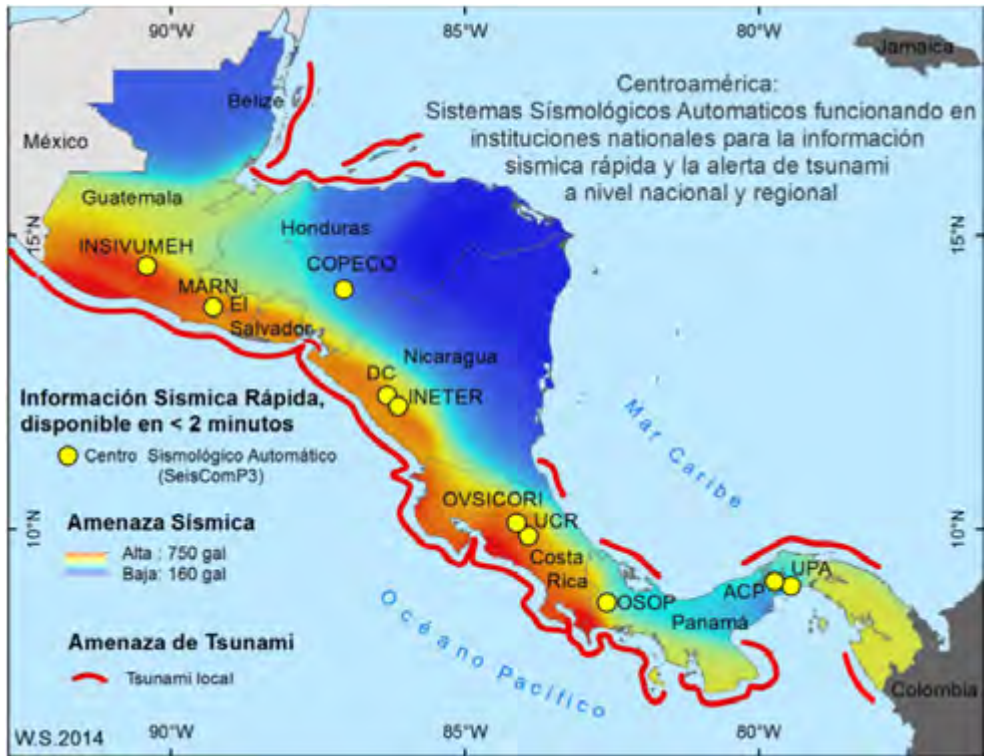 90°W
85°W
80°W
Jamaica
Centroamérica:
Sistemas Sísmológicos Automaticos funcionando en
instituciones nationales para la información
sismica rápida y la alerta de tsunami
a nivel nacional y regional
Belize
México
Guatemala
Honduras
15°N
15°N
INSIVUMEH
COPECO
MARN
El
Salvador
Nicaragua
DC
INETER
Información Sismica Rápida,
disponible en < 2 minutos
Centro Sismológico Automático
(SeisComP3)
Mar Caribe
OVSICORI
UCR
10°N
10°N
Amenaza Sísmica
Alta : 750 gal
Baja: 160 gal
Costa
Rica
OSOP
ACP
UPA
Panamá
Océano Pacífico
Amenaza de Tsunami
Tsunami local
Colombia
W.S.2014
90°W
85°W
80°W